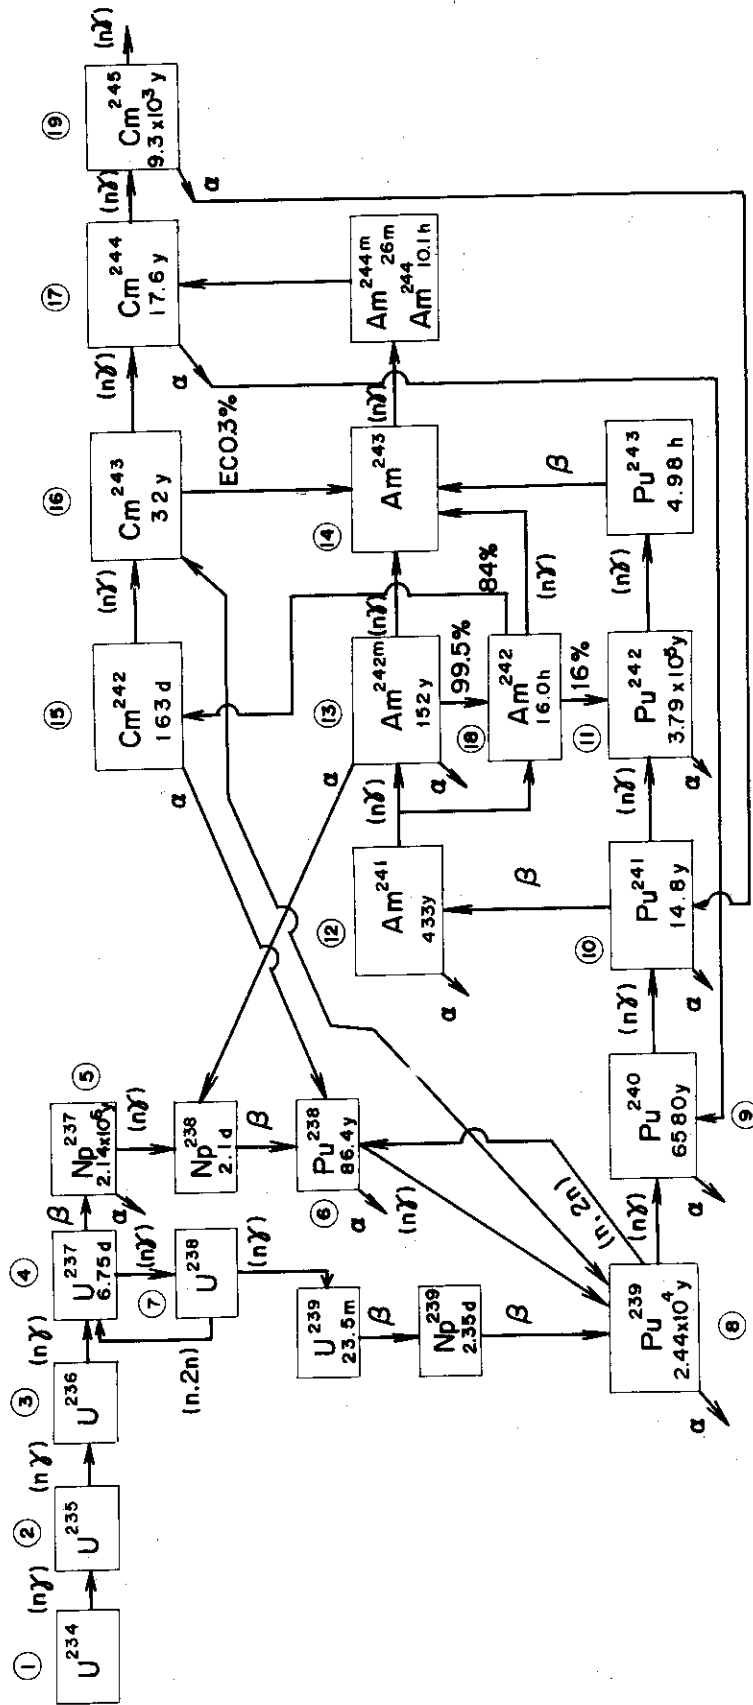 ①
U²³⁴
(nγ)
②
U²³⁵
(nγ)
③
U²³⁶
(nγ)
④
U²³⁷
6.75d
β
α
⑤
Np²³⁷
2.14x10⁶y
(nγ)
(nγ)
⑦
U²³⁸
(n.2n)
(nγ)
Np²³⁸
2.1d
β
U²³⁹
23.5m
β
Np²³⁹
2.35d
β
⑥
Pu²³⁸
86.4y
α
(nγ)
(n, 2n)
⑧
Pu²³⁹
2.44x10⁴y
α
(nγ)
⑨
Pu²⁴⁰
6580y
α
(nγ)
⑩
Pu²⁴¹
14.8y
α
β
(nγ)
⑪
Pu²⁴²
3.79x10⁵y
α
(nγ)
Pu²⁴³
4.98h
β
⑫
Am²⁴¹
433y
α
(nγ)
⑬
Am²⁴²ᵐ
152y
α
α
(nγ)
99.5%
⑱
Am²⁴²
16.0h
16%
84%
(nγ)
⑭
Am²⁴³
(nγ)
Am²⁴⁴ᵐ
26m
Am²⁴⁴
10.1h
⑮
Cm²⁴²
163d
α
(nγ)
⑯
Cm²⁴³
32y
EC0.3%
(nγ)
⑰
Cm²⁴⁴
17.6y
α
(nγ)
⑲
Cm²⁴⁵
9.3x10³y
α
(nγ)